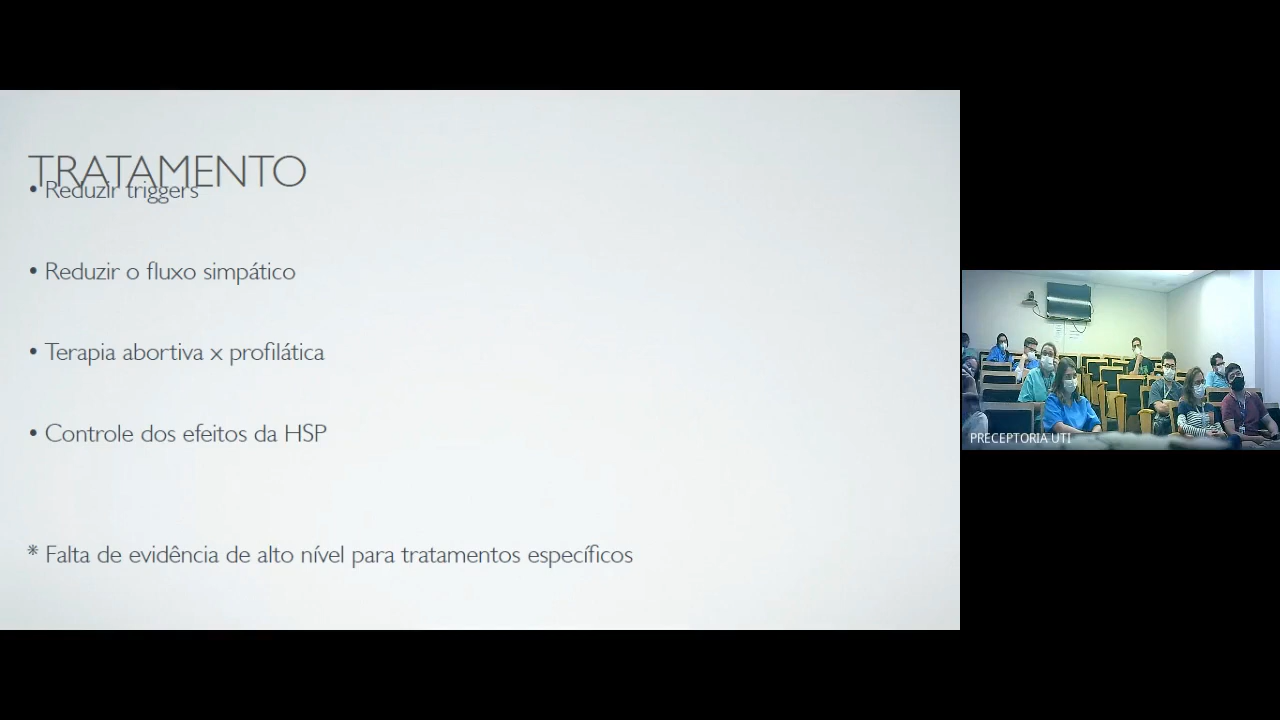 TRATAMENTO
• Reduzir triggers
• Reduzir o fluxo simpático
• Terapia abortiva x profilática
• Controle dos efeitos da HSP
* Falta de evidência de alto nível para tratamentos específicos
PRECEPTORIA UTI